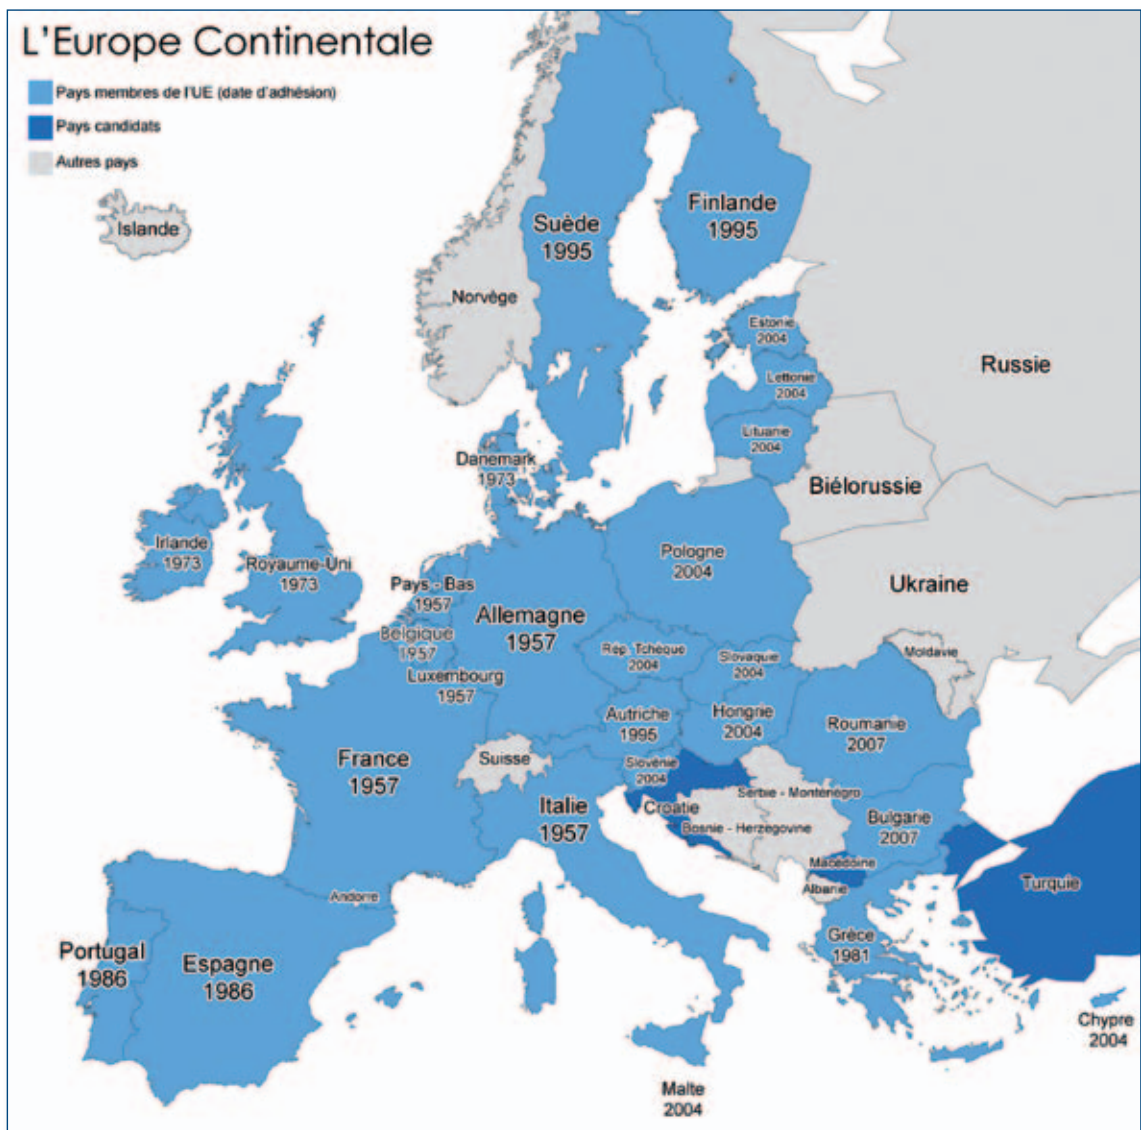 L'Europe Continentale
Pays membres de l'UE (date d'adhésion)
Pays candidats
Autres pays
Islande
Finlande
1995
Suède
1995
Norvège
Estonie
2004
Russie
Lettonie
2004
Lituanie
2004
Danemark
1973
Biélorussie
Irlande
1973
Royaume-Uni
1973
Pologne
2004
Pays - Bas
1957
Ukraine
Allemagne
1957
Belgique
1957
Rép. Tchèque
2004
Slovaquie
2004
Moldavie
Luxembourg
1957
Autriche
1995
Hongrie
2004
Roumanie
2007
France
1957
Suisse
Slovénie
2004
Serbie - Monténégro
Italie
1957
Croatie
Bosnie - Herzégovine
Bulgarie
2007
Macédoine
Albanie
Turquie
Andorre
Portugal
1986
Espagne
1986
Grèce
1981
Chypre
2004
Malte
2004